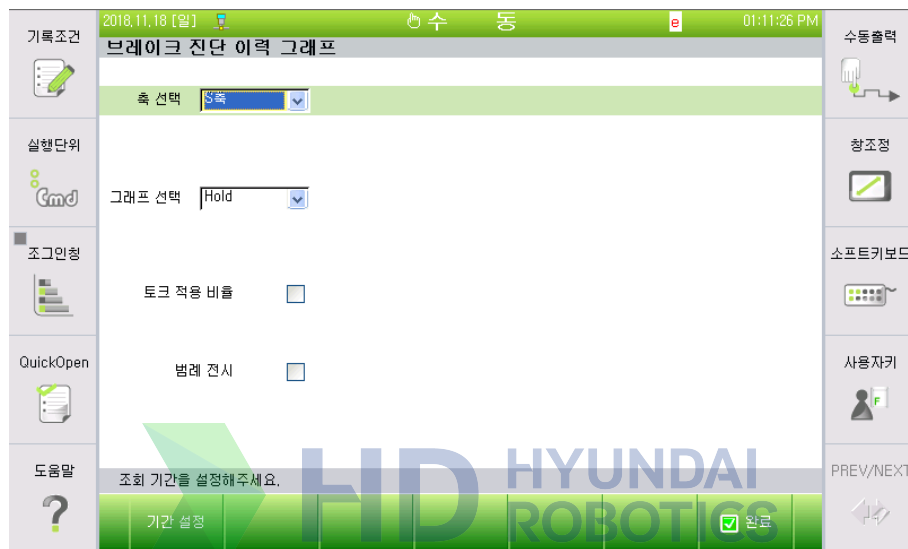 2018.11.18 [일] 수 동 e 01:11:26 PM
브레이크 진단 이력 그래프
기록조건
실행단위
Cmd
조그인칭
QuickOpen
도움말
축 선택 S축
그래프 선택 Hold
토크 적용 비율
범례 전시
조회 기간을 설정해주세요.
기간 설정
완료
수동출력
창조정
소프트키보드
사용자키
F
PREV/NEXT
HD HYUNDAI
ROBOTICS